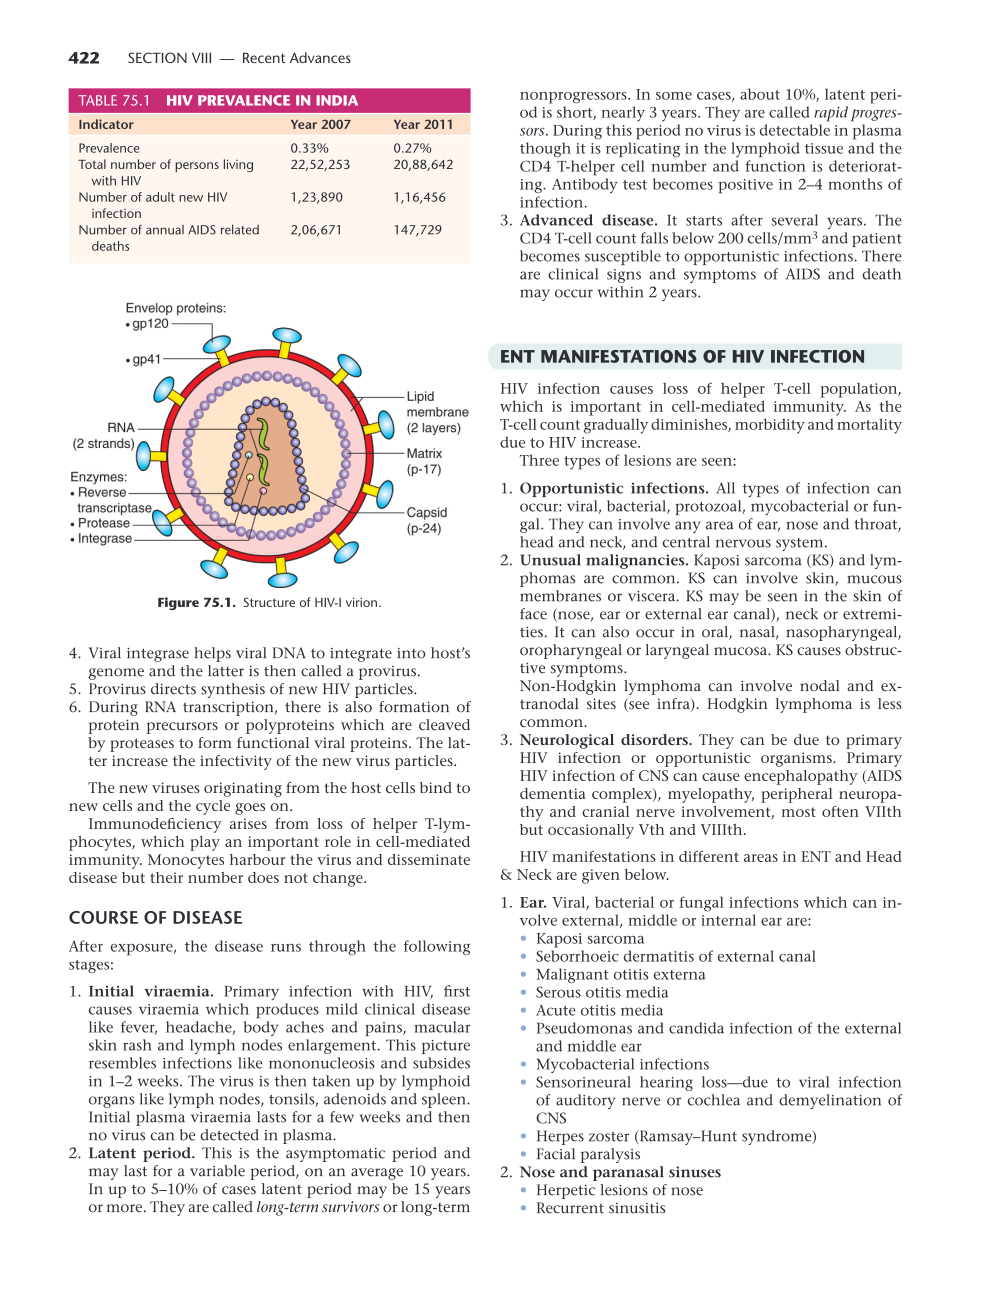 422 SECTION VIII — Recent Advances
TABLE 75.1 HIV PREVALENCE IN INDIA
Indicator Year 2007 Year 2011
Prevalence 0.33% 0.27%
Total number of persons living 22,52,253 20,88,642
with HIV
Number of adult new HIV 1,23,890 1,16,456
infection
Number of annual AIDS related 2,06,671 147,729
deaths
Envelop proteins:
• gp120
• gp41
RNA
(2 strands)
Enzymes:
• Reverse
transcriptase
• Protease
• Integrase
Lipid
membrane
(2 layers)
Matrix
(p-17)
Capsid
(p-24)
Figure 75.1. Structure of HIV-I virion.
4. Viral integrase helps viral DNA to integrate into host’s
genome and the latter is then called a provirus.
5. Provirus directs synthesis of new HIV particles.
6. During RNA transcription, there is also formation of
protein precursors or polyproteins which are cleaved
by proteases to form functional viral proteins. The lat-
ter increase the infectivity of the new virus particles.
The new viruses originating from the host cells bind to
new cells and the cycle goes on.
Immunodeficiency arises from loss of helper T-lym-
phocytes, which play an important role in cell-mediated
immunity. Monocytes harbour the virus and disseminate
disease but their number does not change.
COURSE OF DISEASE
After exposure, the disease runs through the following
stages:
1. Initial viraemia. Primary infection with HIV, first
causes viraemia which produces mild clinical disease
like fever, headache, body aches and pains, macular
skin rash and lymph nodes enlargement. This picture
resembles infections like mononucleosis and subsides
in 1–2 weeks. The virus is then taken up by lymphoid
organs like lymph nodes, tonsils, adenoids and spleen.
Initial plasma viraemia lasts for a few weeks and then
no virus can be detected in plasma.
2. Latent period. This is the asymptomatic period and
may last for a variable period, on an average 10 years.
In up to 5–10% of cases latent period may be 15 years
or more. They are called long-term survivors or long-term
nonprogressors. In some cases, about 10%, latent peri-
od is short, nearly 3 years. They are called rapid progres-
sors. During this period no virus is detectable in plasma
though it is replicating in the lymphoid tissue and the
CD4 T-helper cell number and function is deteriorat-
ing. Antibody test becomes positive in 2–4 months of
infection.
3. Advanced disease. It starts after several years. The
CD4 T-cell count falls below 200 cells/mm³ and patient
becomes susceptible to opportunistic infections. There
are clinical signs and symptoms of AIDS and death
may occur within 2 years.
ENT MANIFESTATIONS OF HIV INFECTION
HIV infection causes loss of helper T-cell population,
which is important in cell-mediated immunity. As the
T-cell count gradually diminishes, morbidity and mortality
due to HIV increase.
Three types of lesions are seen:
1. Opportunistic infections. All types of infection can
occur: viral, bacterial, protozoal, mycobacterial or fun-
gal. They can involve any area of ear, nose and throat,
head and neck, and central nervous system.
2. Unusual malignancies. Kaposi sarcoma (KS) and lym-
phomas are common. KS can involve skin, mucous
membranes or viscera. KS may be seen in the skin of
face (nose, ear or external ear canal), neck or extremi-
ties. It can also occur in oral, nasal, nasopharyngeal,
oropharyngeal or laryngeal mucosa. KS causes obstruc-
tive symptoms.
Non-Hodgkin lymphoma can involve nodal and ex-
tranodal sites (see infra). Hodgkin lymphoma is less
common.
3. Neurological disorders. They can be due to primary
HIV infection or opportunistic organisms. Primary
HIV infection of CNS can cause encephalopathy (AIDS
dementia complex), myelopathy, peripheral neuropa-
thy and cranial nerve involvement, most often VIIth
but occasionally Vth and VIIIth.
HIV manifestations in different areas in ENT and Head
& Neck are given below.
1. Ear. Viral, bacterial or fungal infections which can in-
volve external, middle or internal ear are:
• Kaposi sarcoma
• Seborrhoeic dermatitis of external canal
• Malignant otitis externa
• Serous otitis media
• Acute otitis media
• Pseudomonas and candida infection of the external
and middle ear
• Mycobacterial infections
• Sensorineural hearing loss—due to viral infection
of auditory nerve or cochlea and demyelination of
CNS
• Herpes zoster (Ramsay–Hunt syndrome)
• Facial paralysis
2. Nose and paranasal sinuses
• Herpetic lesions of nose
• Recurrent sinusitis